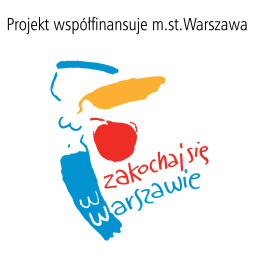 Projekt współfinansuje m.st.Warszawa
zakochaj się
w Warszawie